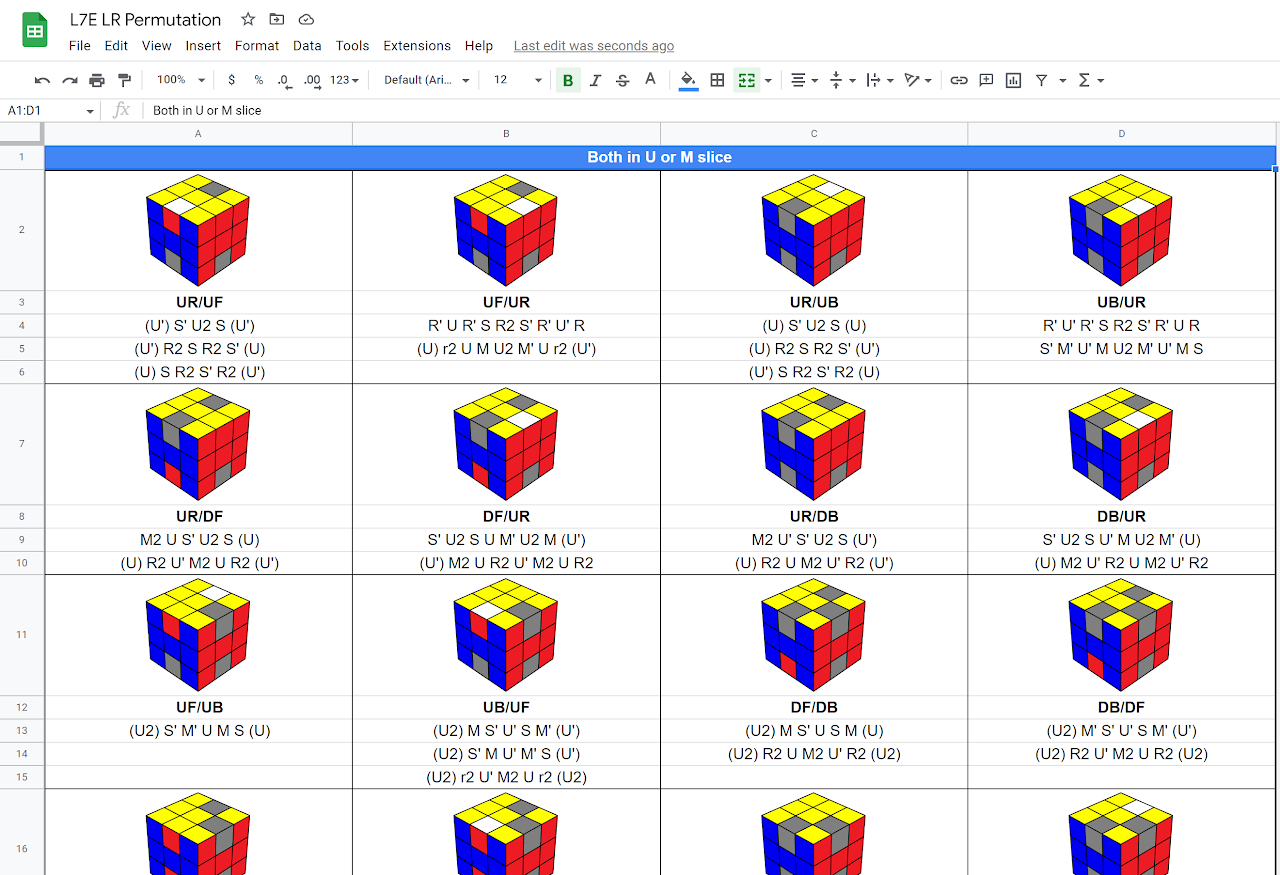 L7E LR Permutation
File Edit View Insert Format Data Tools Extensions Help Last edit was seconds ago
100% $ % .0 .00 123 Default (Ari... 12 B I S A
A1:D1 fx Both in U or M slice
A B C D
1 Both in U or M slice
2
3 UR/UF UF/UR UR/UB UB/UR
4 (U') S' U2 S (U') R' U R' S R2 S' R' U' R (U) S' U2 S (U) R' U' R' S R2 S' R' U R
5 (U') R2 S R2 S' (U) (U) r2 U M U2 M' U r2 (U') (U) R2 S R2 S' (U') S' M' U' M U2 M' U' M S
6 (U) S R2 S' R2 (U') (U') S R2 S' R2 (U)
7
8 UR/DF DF/UR UR/DB DB/UR
9 M2 U S' U2 S (U) S' U2 S U M' U2 M (U') M2 U' S' U2 S (U') S' U2 S U' M U2 M' (U)
10 (U) R2 U' M2 U R2 (U') (U') M2 U R2 U' M2 U R2 (U) R2 U M2 U' R2 (U') (U) M2 U' R2 U M2 U' R2
11
12 UF/UB UB/UF DF/DB DB/DF
13 (U2) S' M' U M S (U) (U2) M S' U' S M' (U') (U2) M S' U S M (U) (U2) M' S' U' S M' (U')
14 (U2) S' M U' M' S (U') (U2) R2 U M2 U' R2 (U2) (U2) R2 U' M2 U R2 (U2)
15 (U2) r2 U' M2 U r2 (U2)
16